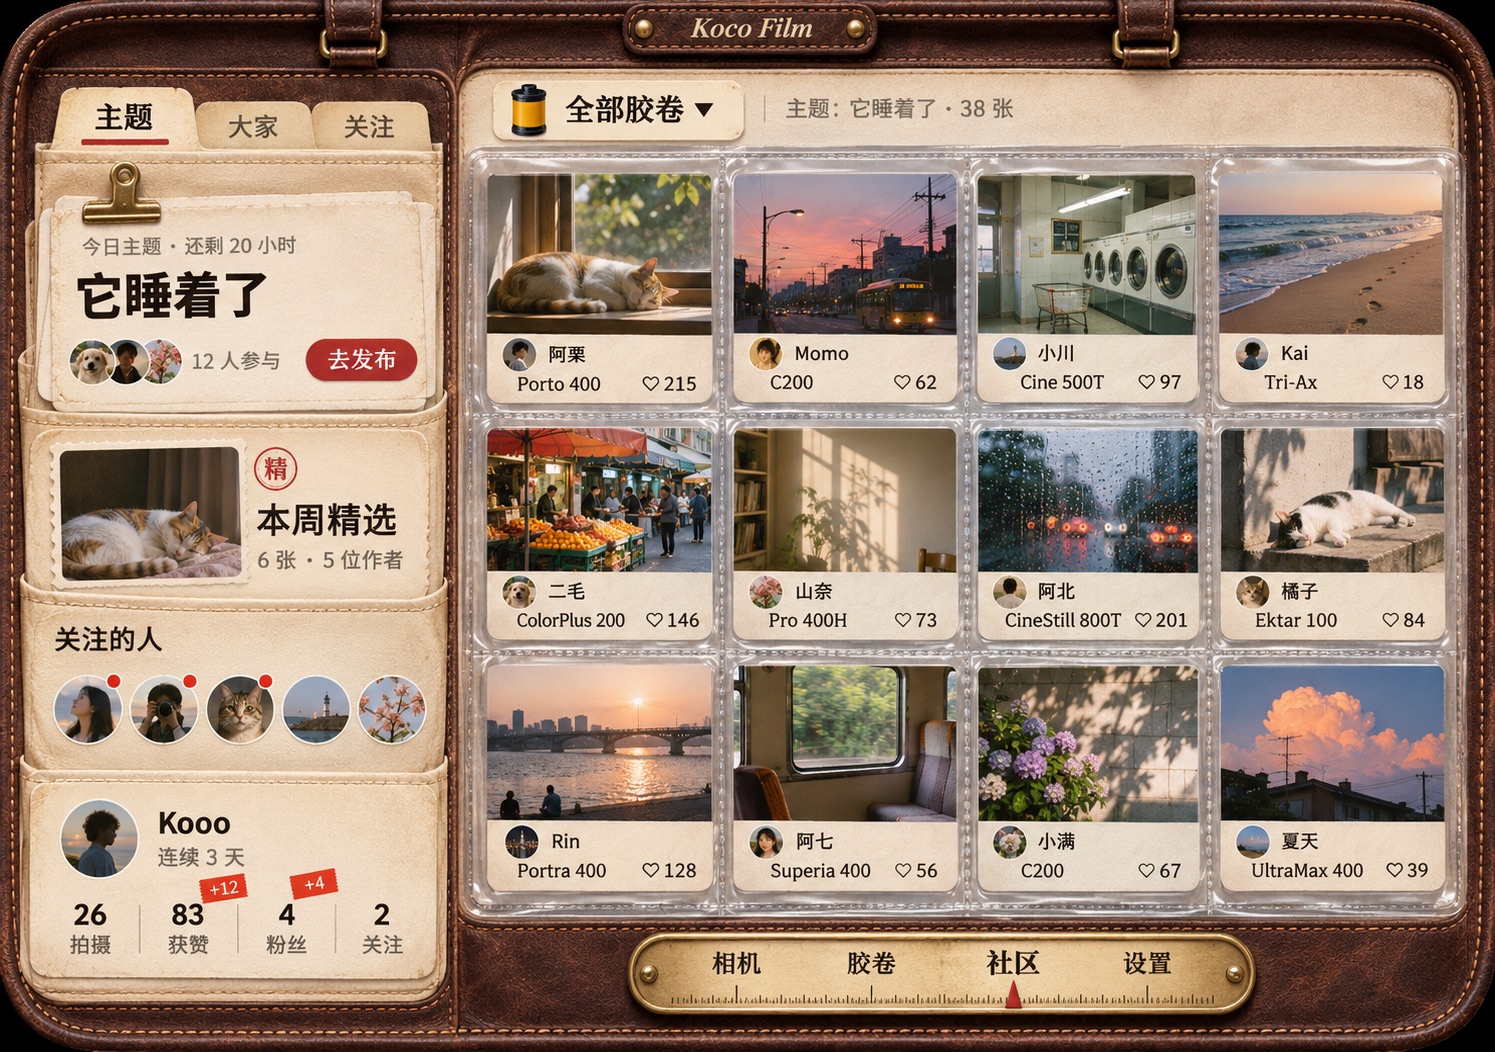 Koco Film
主题
大家
关注
今日主题 · 还剩 20 小时
它睡着了
12 人参与
去发布
精
本周精选
6 张 · 5 位作者
关注的人
Kooo
连续 3 天
+12
+4
26
83
4
2
拍摄
获赞
粉丝
关注
全部胶卷 ▼
主题: 它睡着了 · 38 张
阿栗
Porto 400 ♡ 215
Momo
C200 ♡ 62
小川
Cine 500T ♡ 97
Kai
Tri-Ax ♡ 18
二毛
ColorPlus 200 ♡ 146
山奈
Pro 400H ♡ 73
阿北
CineStill 800T ♡ 201
橘子
Ektar 100 ♡ 84
Rin
Portra 400 ♡ 128
阿七
Superia 400 ♡ 56
小满
C200 ♡ 67
夏天
UltraMax 400 ♡ 39
相机
胶卷
社区
设置